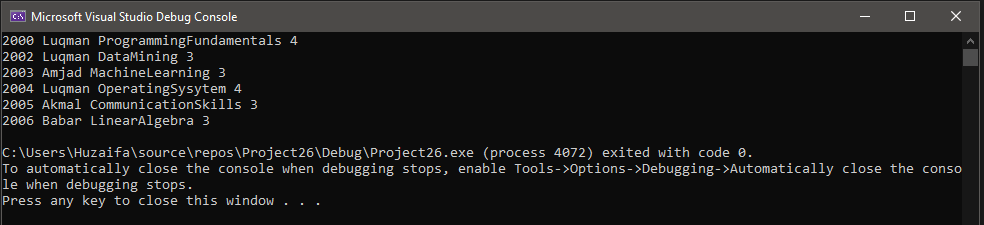 Microsoft Visual Studio Debug Console
2000 Luqman ProgrammingFundamentals 4
2002 Luqman DataMining 3
2003 Amjad MachineLearning 3
2004 Luqman OperatingSysytem 4
2005 Akmal CommunicationSkills 3
2006 Babar LinearAlgebra 3
C:\Users\Huzaifa\source\repos\Project26\Debug\Project26.exe (process 4072) exited with code 0.
To automatically close the console when debugging stops, enable Tools->Options->Debugging->Automatically close the conso
le when debugging stops.
Press any key to close this window . . .